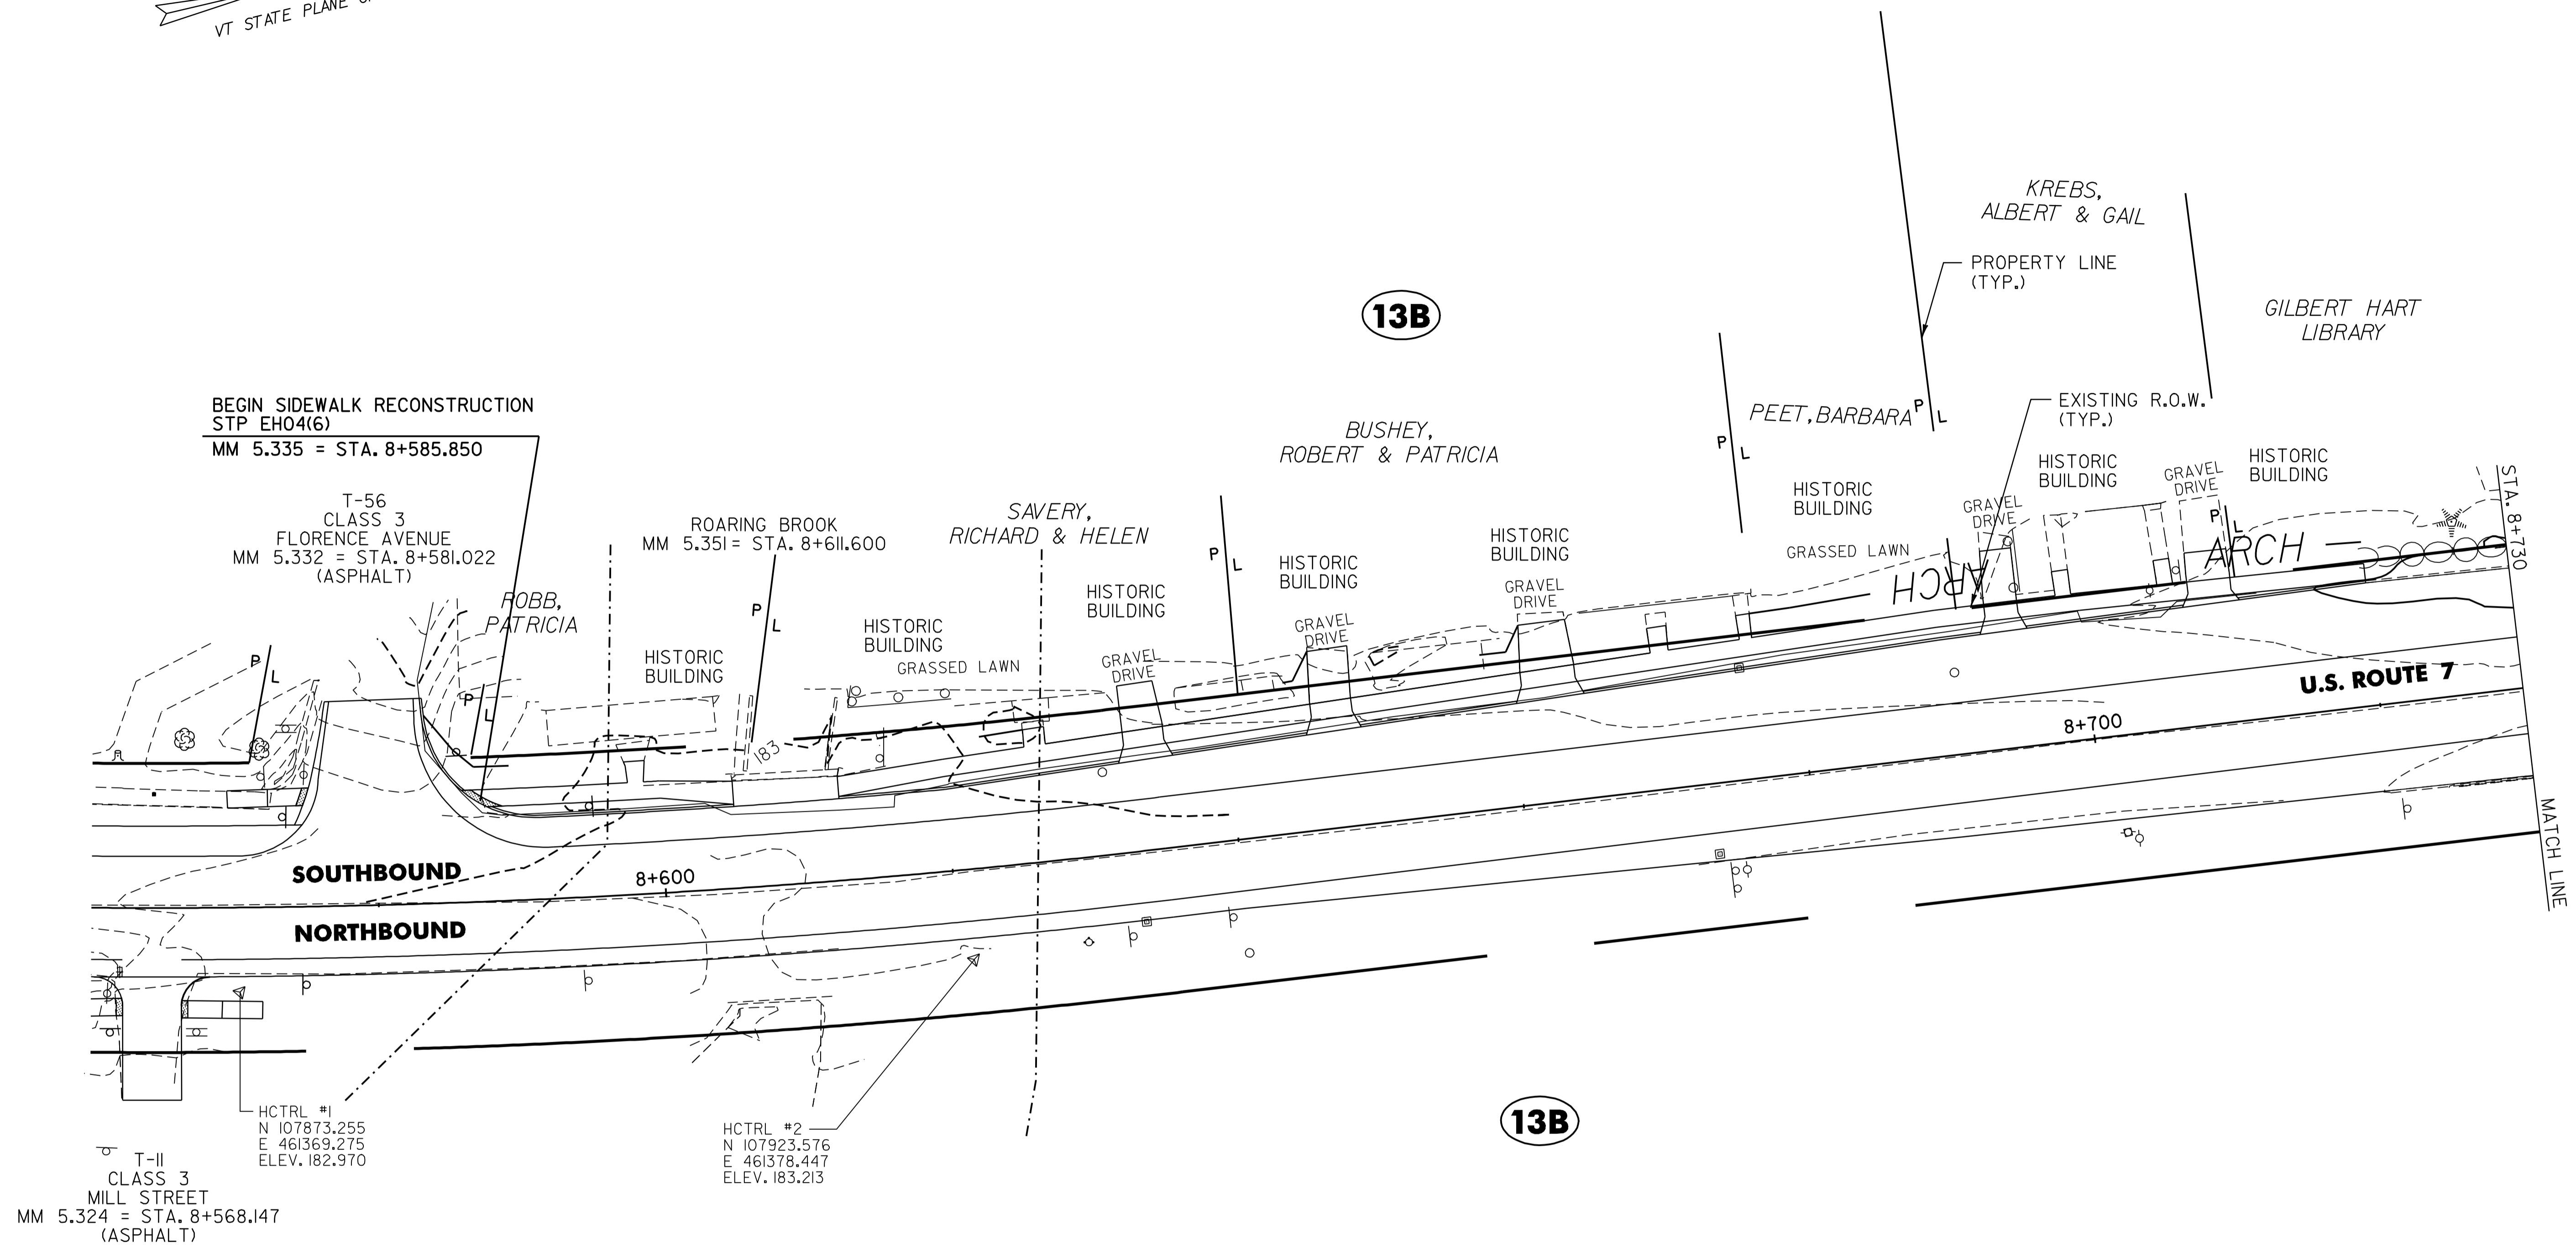 VT STATE PLANE
KREBS,
ALBERT & GAIL
PROPERTY LINE
(TYP.)
13B
GILBERT HART
LIBRARY
BEGIN SIDEWALK RECONSTRUCTION
STP EH04(6)
MM 5.335 = STA. 8+585.850
EXISTING R.O.W.
(TYP.)
PEET, BARBARA
P
L
BUSHEY,
ROBERT & PATRICIA
P
L
T-56
CLASS 3
FLORENCE AVENUE
MM 5.332 = STA. 8+581.022
(ASPHALT)
ROARING BROOK
MM 5.351 = STA. 8+611.600
SAVERY,
RICHARD & HELEN
HISTORIC
BUILDING
GRAVEL
DRIVE
HISTORIC
BUILDING
GRAVEL
DRIVE
HISTORIC
BUILDING
STA. 8+730
P
L
ROBB,
PATRICIA
P
L
HISTORIC
BUILDING
GRASSED LAWN
ARCH
ARCH
P
L
HISTORIC
BUILDING
HISTORIC
BUILDING
GRAVEL
DRIVE
HISTORIC
BUILDING
GRAVEL
DRIVE
HISTORIC
BUILDING
GRASSED LAWN
GRAVEL
DRIVE
HISTORIC
BUILDING
P
L
P
L
183
U.S. ROUTE 7
8+700
SOUTHBOUND
8+600
NORTHBOUND
MATCH LINE
HCTRL #1
N 107873.255
E 461369.275
ELEV. 182.970
HCTRL #2
N 107923.576
E 461378.447
ELEV. 183.213
13B
T-11
CLASS 3
MILL STREET
MM 5.324 = STA. 8+568.147
(ASPHALT)